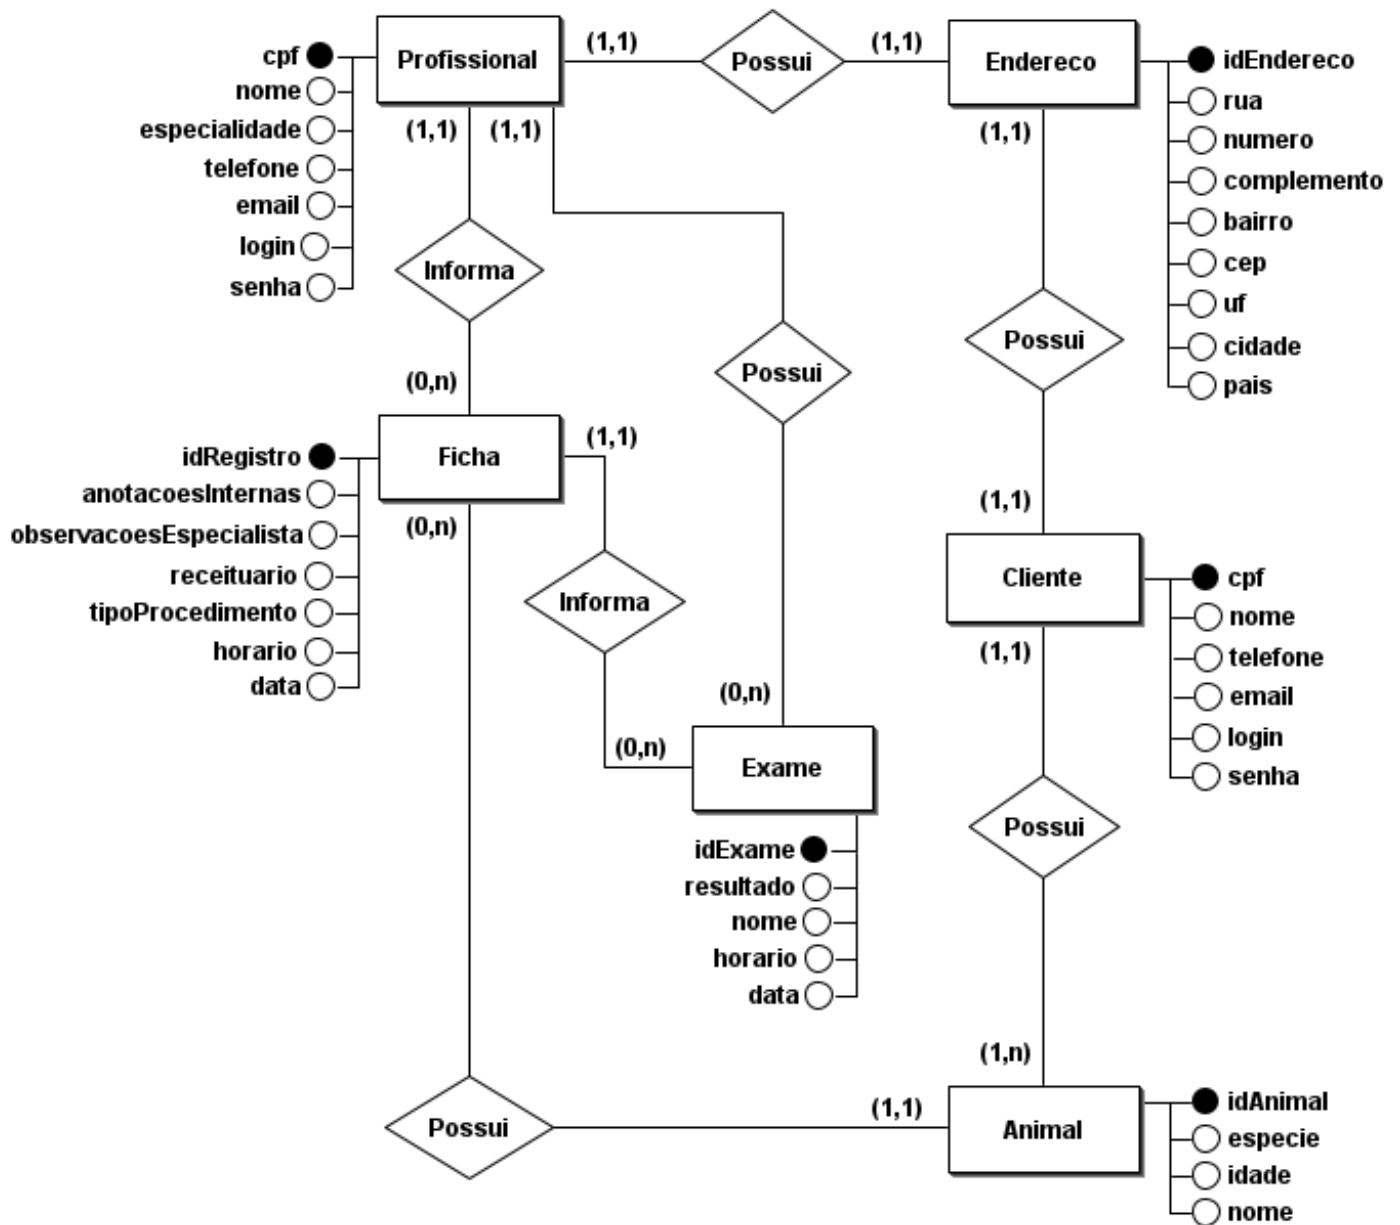 Profissional
(1,1)
Possui
(1,1)
Endereco
cpf
nome
especialidade
telefone
email
login
senha
(1,1)
(1,1)
(1,1)
idEndereco
rua
numero
complemento
bairro
cep
uf
cidade
pais
Informa
Possui
Possui
(0,n)
Ficha
(1,1)
idRegistro
anotacoesInternas
observacoesEspecialista
receituario
tipoProcedimento
horario
data
(0,n)
Informa
(1,1)
Cliente
cpf
nome
telefone
email
login
senha
(1,1)
(0,n)
(0,n)
Exame
idExame
resultado
nome
horario
data
Possui
(1,n)
Possui
(1,1)
Animal
idAnimal
especie
idade
nome